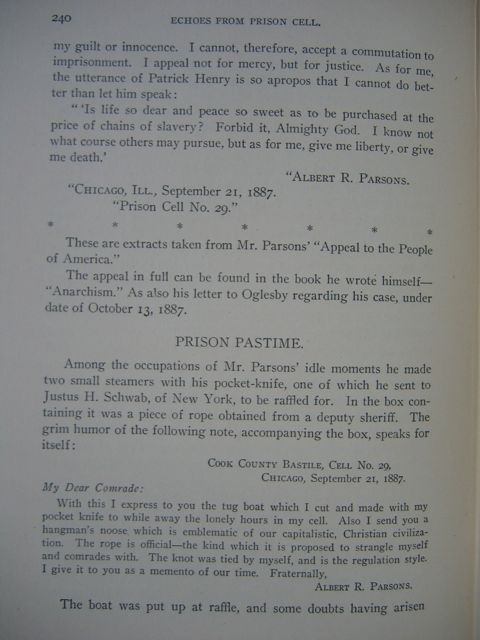 240 ECHOES FROM PRISON CELL.
my guilt or innocence. I cannot, therefore, accept a commutation to
imprisonment. I appeal not for mercy, but for justice. As for me,
the utterance of Patrick Henry is so apropos that I cannot do bet-
ter than let him speak:
" 'Is life so dear and peace so sweet as to be purchased at the
price of chains of slavery? Forbid it, Almighty God. I know not
what course others may pursue, but as for me, give me liberty, or give
me death.'
"ALBERT R. PARSONS.
"CHICAGO, ILL., September 21, 1887.
"Prison Cell No. 29."
* * * * * * *
These are extracts taken from Mr. Parsons' "Appeal to the People
of America."
The appeal in full can be found in the book he wrote himself—
"Anarchism." As also his letter to Oglesby regarding his case, under
date of October 13, 1887.
PRISON PASTIME.
Among the occupations of Mr. Parsons' idle moments he made
two small steamers with his pocket-knife, one of which he sent to
Justus H. Schwab, of New York, to be raffled for. In the box con-
taining it was a piece of rope obtained from a deputy sheriff. The
grim humor of the following note, accompanying the box, speaks for
itself:
COOK COUNTY BASTILE, CELL NO. 29,
CHICAGO, September 21, 1887.
My Dear Comrade:
With this I express to you the tug boat which I cut and made with my
pocket knife to while away the lonely hours in my cell. Also I send you a
hangman's noose which is emblematic of our capitalistic, Christian civiliza-
tion. The rope is official—the kind which it is proposed to strangle myself
and comrades with. The knot was tied by myself, and is the regulation style.
I give it to you as a memento of our time. Fraternally,
ALBERT R. PARSONS.
The boat was put up at raffle, and some doubts having arisen